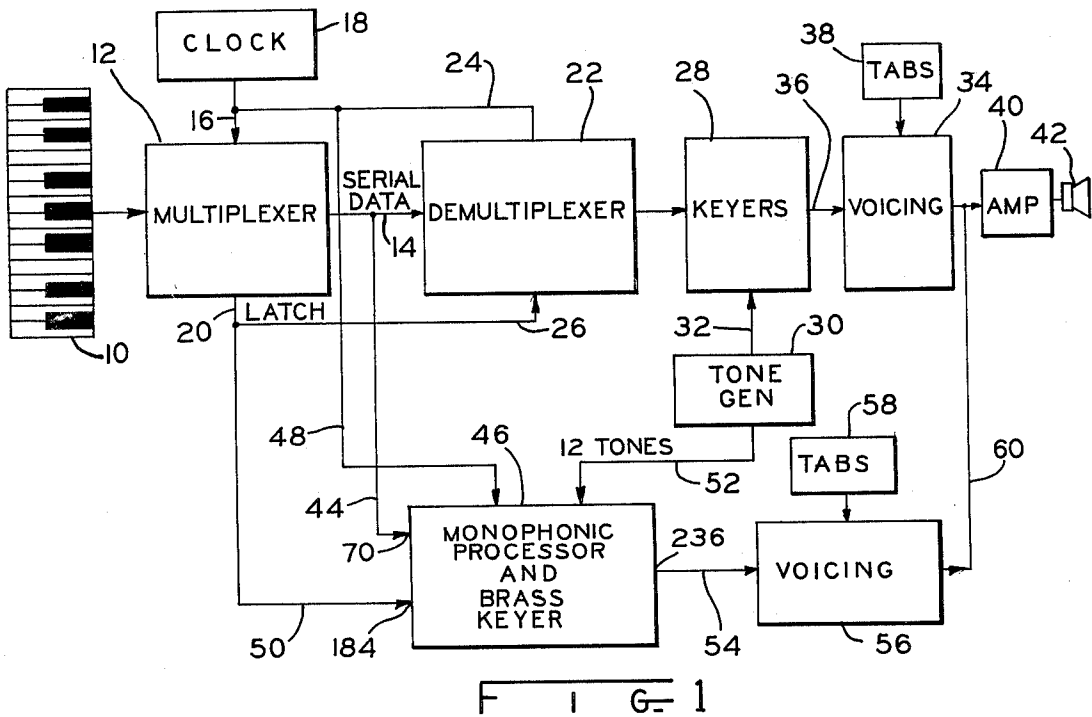 CLOCK
18
12
16
24
22
28
36
38
TABS
34
40
42
MULTIPLEXER
SERIAL
DATA
14
DEMULTIPLEXER
KEYERS
VOICING
AMP
10
20
LATCH
26
32
30
TONE
GEN
48
44
46
12 TONES
52
58
TABS
60
70
MONOPHONIC
PROCESSOR
AND
BRASS
KEYER
236
VOICING
50
184
54
56
FIG-1